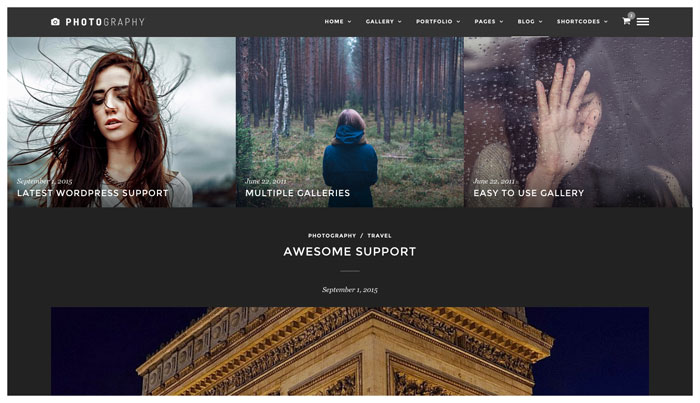 PHOTOGRAPHY
HOME GALLERY PORTFOLIO PAGES BLOG SHORTCODES
September 1, 2015
LATEST WORDPRESS SUPPORT
June 22, 2011
MULTIPLE GALLERIES
June 22, 2011
EASY TO USE GALLERY
PHOTOGRAPHY / TRAVEL
AWESOME SUPPORT
September 1, 2015